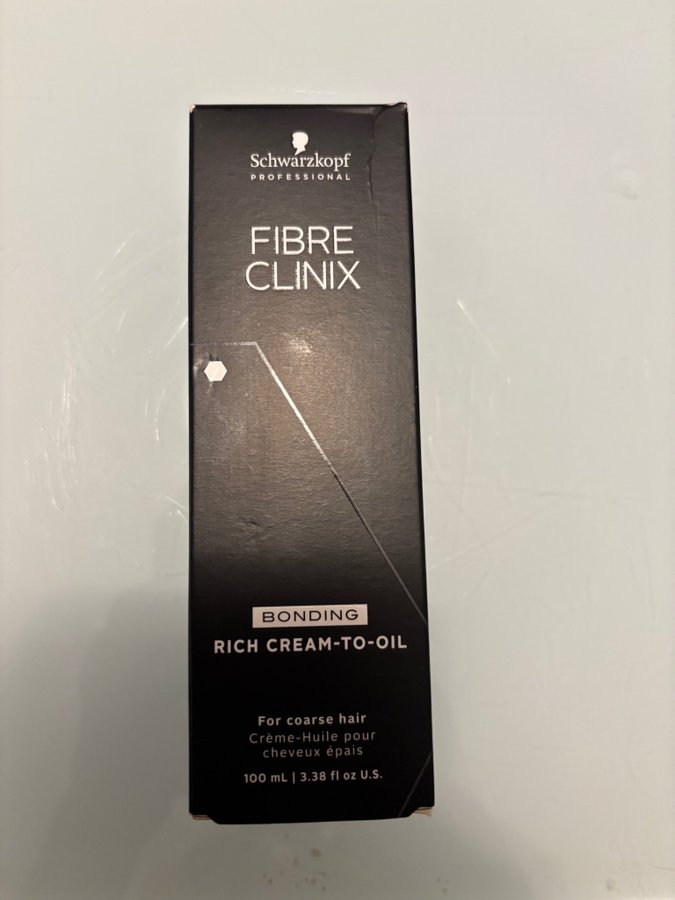 Schwarzkopf
PROFESSIONAL
FIBRE
CLINIX
BONDING
RICH CREAM-TO-OIL
For coarse hair
Crème-Huile pour
cheveux épais
100 mL | 3.38 fl oz U.S.